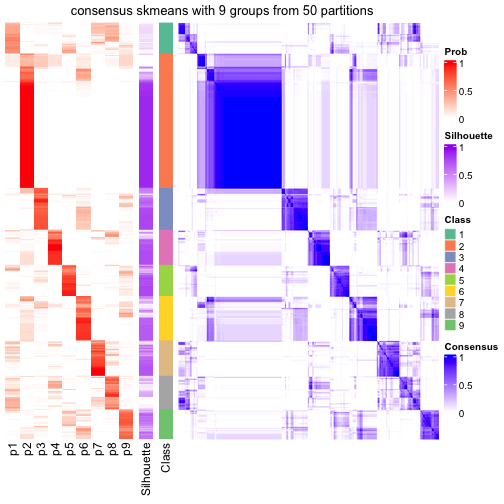 consensus skmeans with 9 groups from 50 partitions
p1
p2
p3
p4
p5
p6
p7
p8
p9
Silhouette
Class
Prob
1
0.5
0
Silhouette
1
0.5
0
Class
1
2
3
4
5
6
7
8
9
Consensus
1
0.5
0